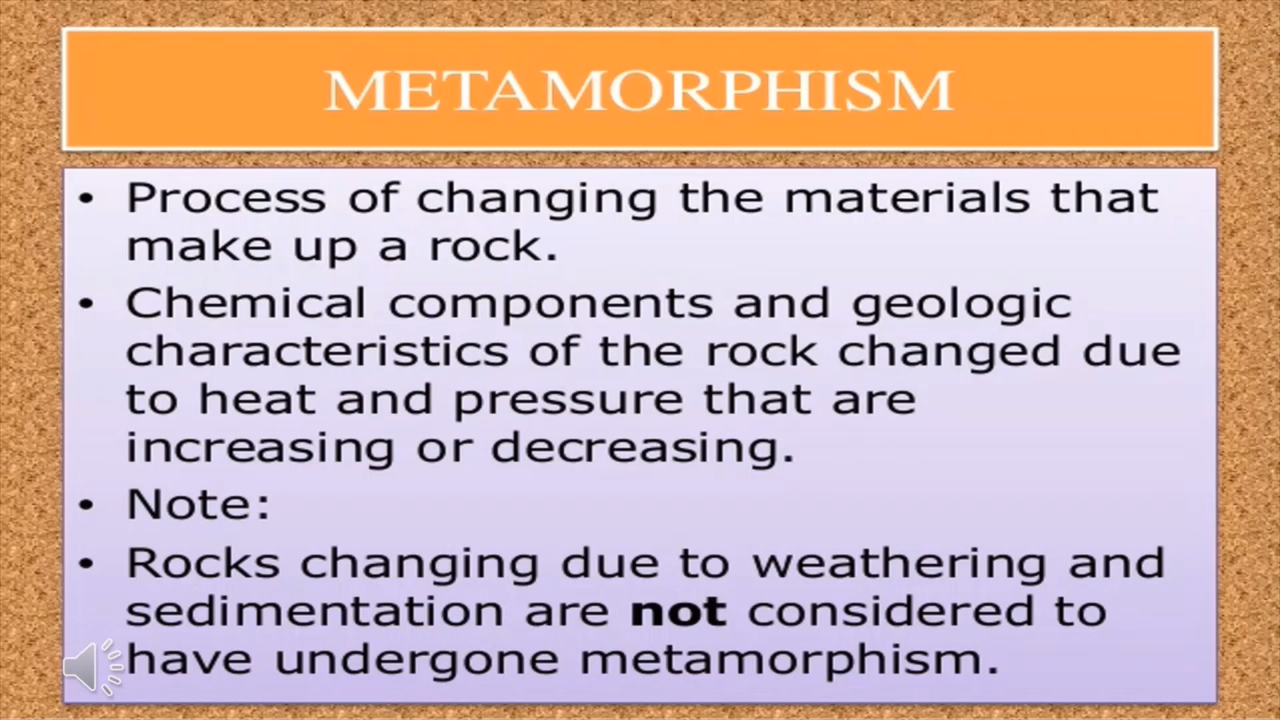 METAMORPHISM
• Process of changing the materials that
make up a rock.
• Chemical components and geologic
characteristics of the rock changed due
to heat and pressure that are
increasing or decreasing.
• Note:
• Rocks changing due to weathering and
sedimentation are not considered to
have undergone metamorphism.